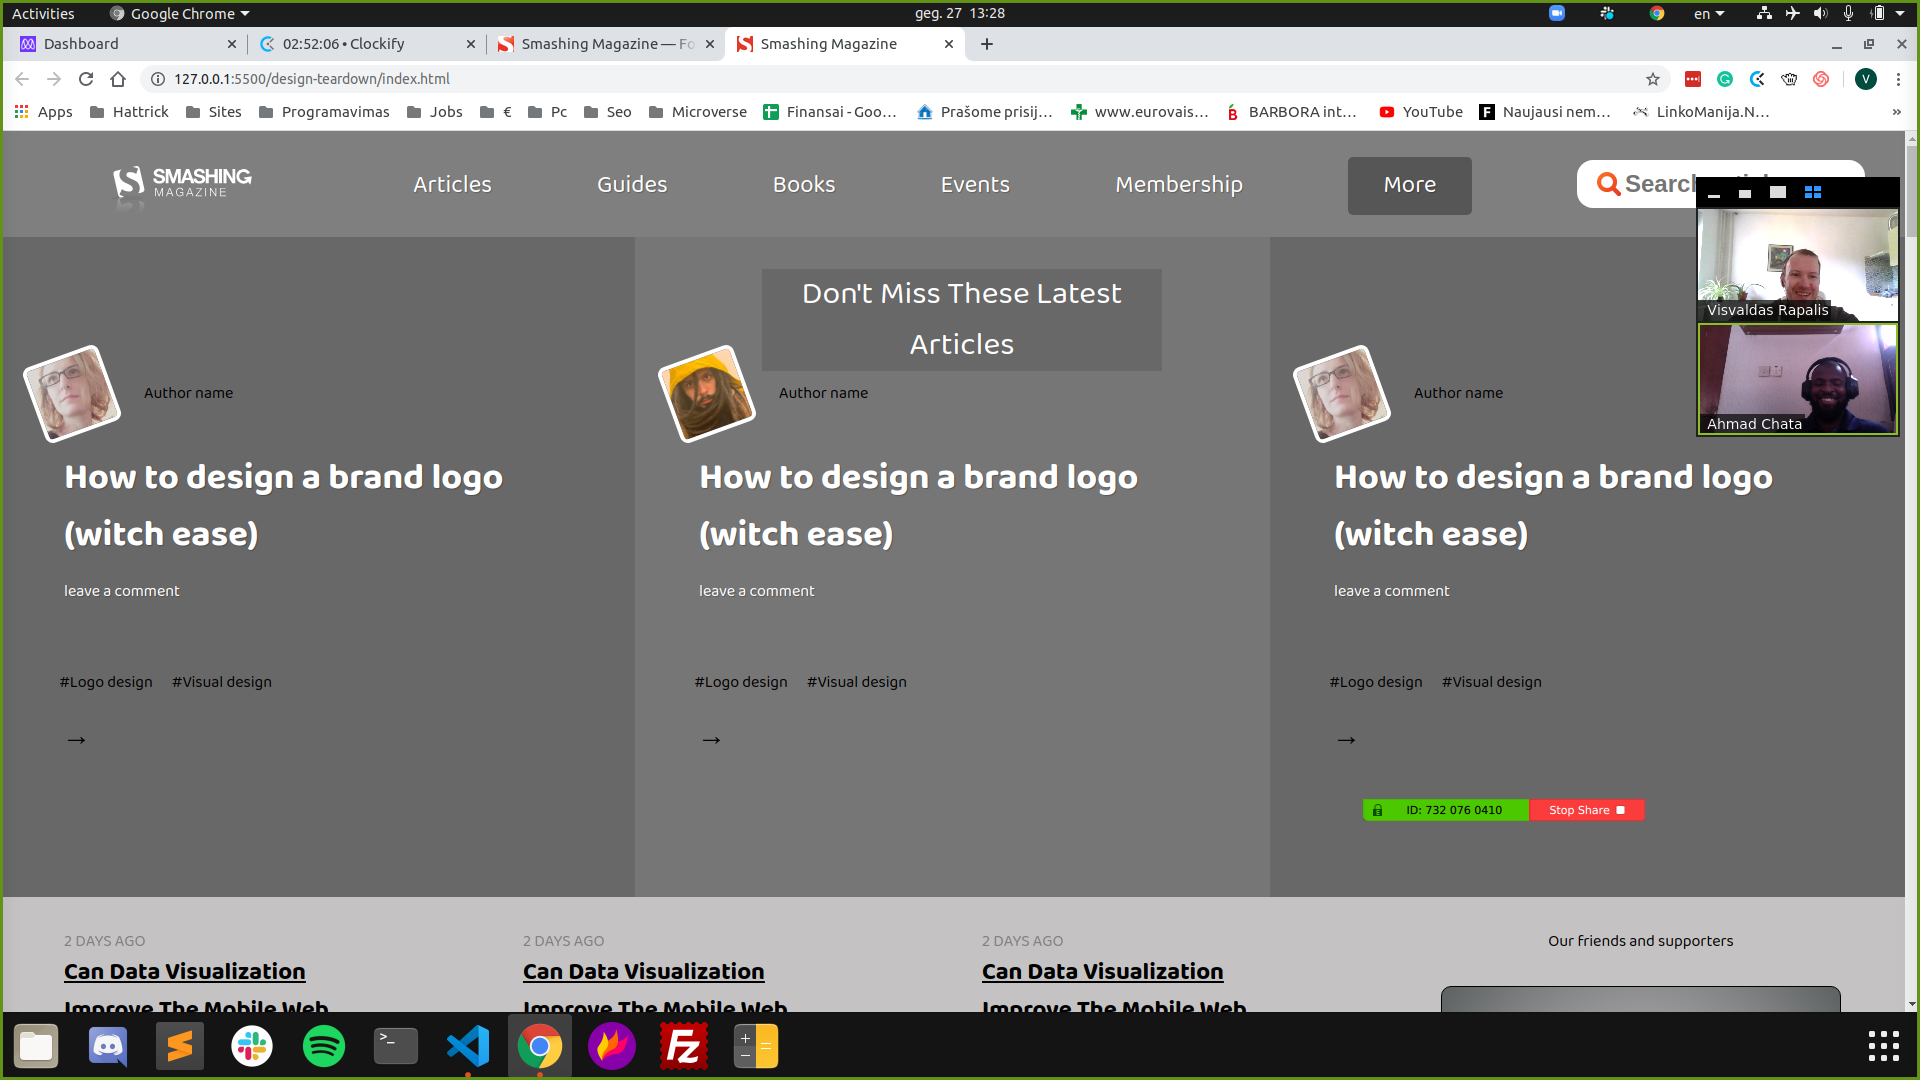 Activities
Google Chrome
geg. 27 13:28
en
Dashboard
02:52:06 • Clockify
Smashing Magazine — Fo
Smashing Magazine
127.0.0.1:5500/design-teardown/index.html
V
Apps
Hattrick
Sites
Programavimas
Jobs
€
Pc
Seo
Microverse
Finansai - Goo…
Prašome prisij…
www.eurovais…
BARBORA int…
YouTube
Naujausi nem…
LinkoManija.N…
»
SMASHING
MAGAZINE
Articles
Guides
Books
Events
Membership
More
Search
Visvaldas Rapalis
Ahmad Chata
Don't Miss These Latest
Articles
Author name
How to design a brand logo
(witch ease)
leave a comment
#Logo design #Visual design
→
Author name
How to design a brand logo
(witch ease)
leave a comment
#Logo design #Visual design
→
Author name
How to design a brand logo
(witch ease)
leave a comment
#Logo design #Visual design
→
ID: 732 076 0410
Stop Share
2 DAYS AGO
Can Data Visualization
Improve The Mobile Web
2 DAYS AGO
Can Data Visualization
Improve The Mobile Web
2 DAYS AGO
Can Data Visualization
Improve The Mobile Web
Our friends and supporters